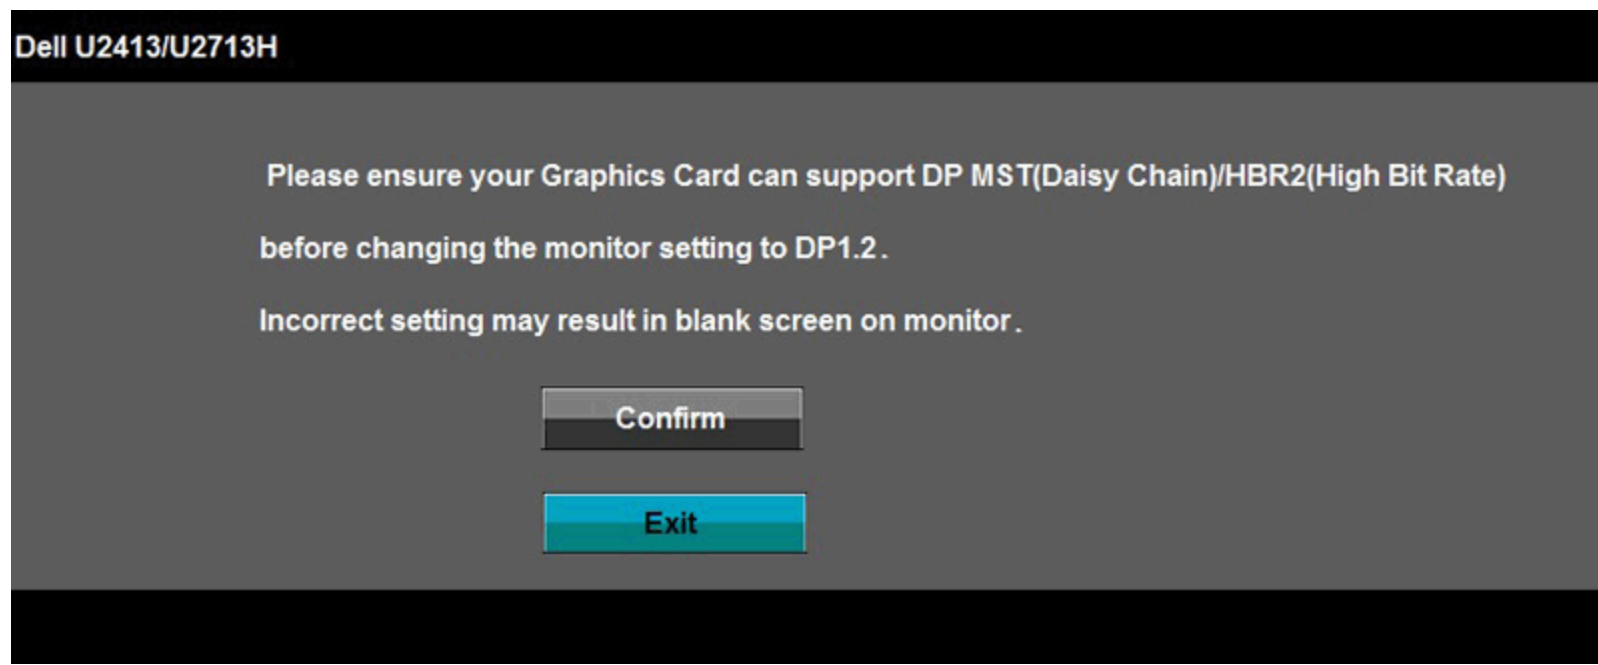 Dell U2413/U2713H
Please ensure your Graphics Card can support DP MST(Daisy Chain)/HBR2(High Bit Rate)
before changing the monitor setting to DP1.2.
Incorrect setting may result in blank screen on monitor.
Confirm
Exit